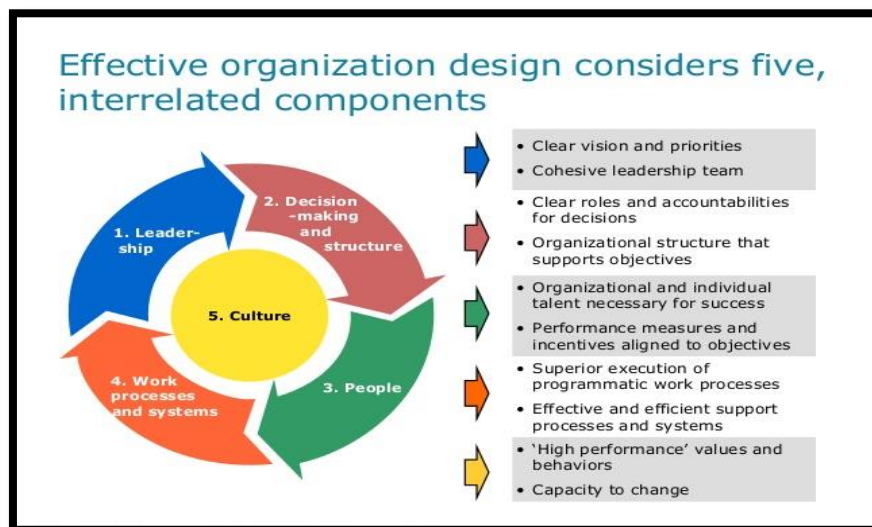 Effective organization design considers five,
interrelated components
1. Leader-
ship
2. Decision
-making
and
structure
3. People
4. Work
processes
and systems
5. Culture
• Clear vision and priorities
• Cohesive leadership team
• Clear roles and accountabilities
for decisions
• Organizational structure that
supports objectives
• Organizational and individual
talent necessary for success
• Performance measures and
incentives aligned to objectives
• Superior execution of
programmatic work processes
• Effective and efficient support
processes and systems
• ‘High performance’ values and
behaviors
• Capacity to change